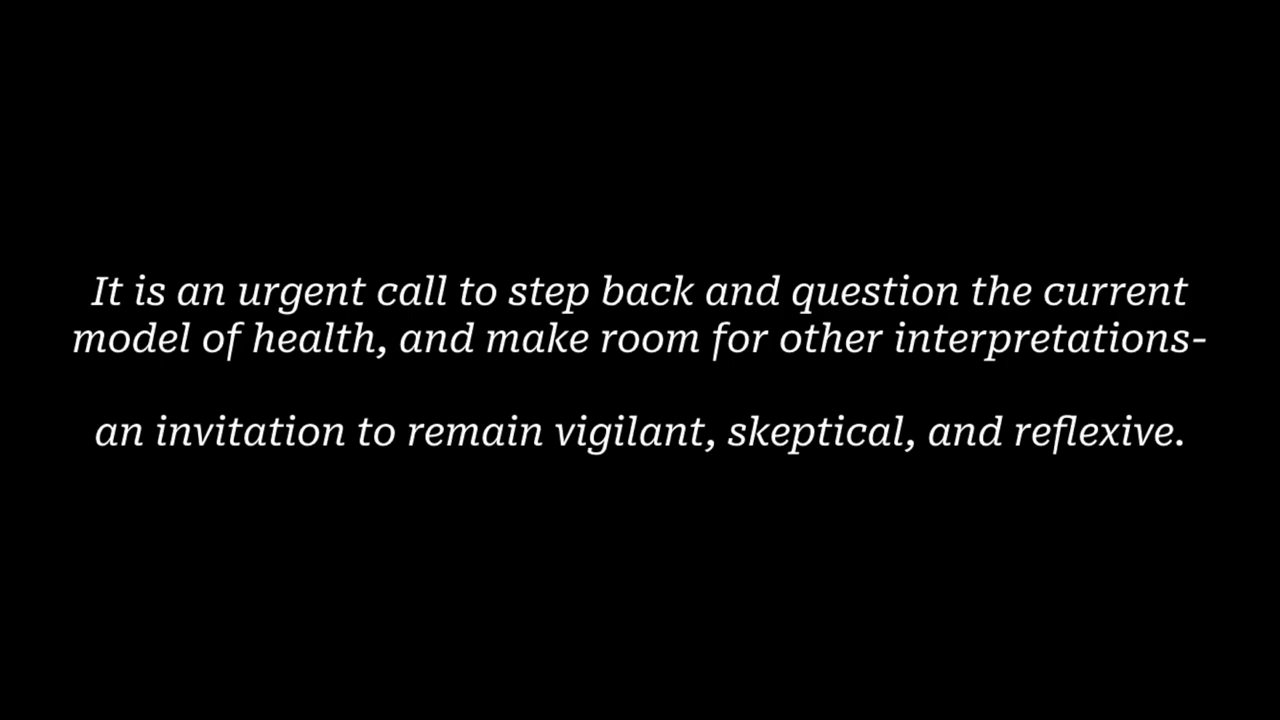 It is an urgent call to step back and question the current
model of health, and make room for other interpretations-
an invitation to remain vigilant, skeptical, and reflexive.